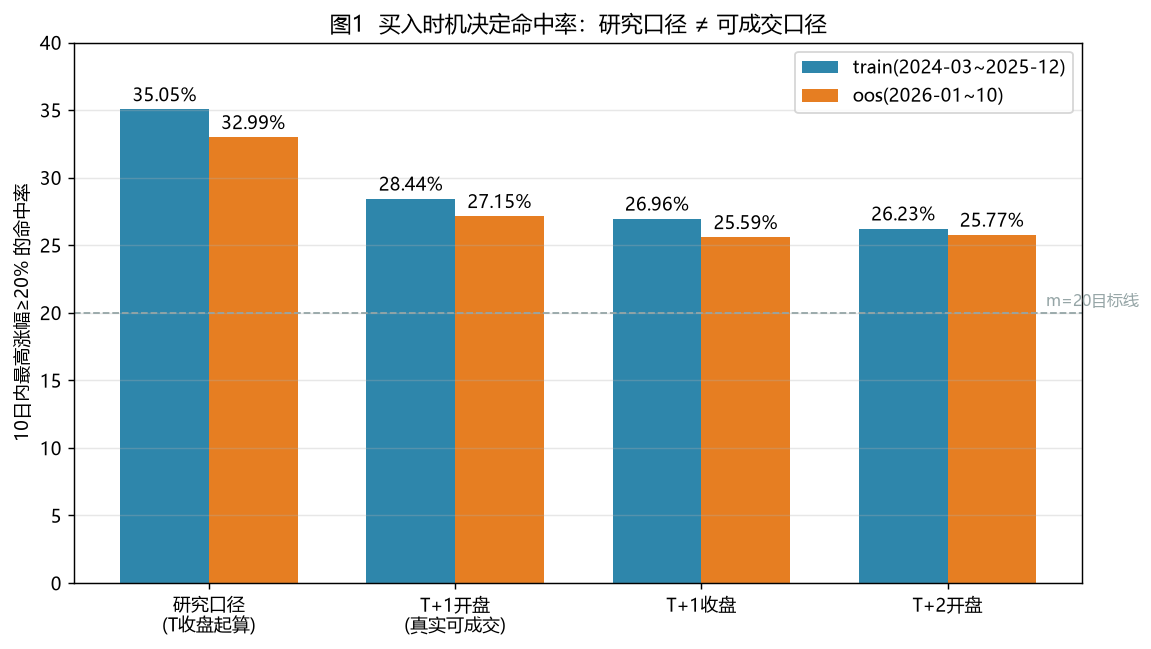 图1  买入时机决定命中率：研究口径 ≠ 可成交口径
train(2024-03~2025-12)
oos(2026-01~10)
10日内最高涨幅≥20% 的命中率
40
35
30
25
20
15
10
5
0
35.05%
32.99%
28.44%
27.15%
26.96%
25.59%
26.23%
25.77%
m=20目标线
研究口径
(T收盘起算)
T+1开盘
(真实可成交)
T+1收盘
T+2开盘